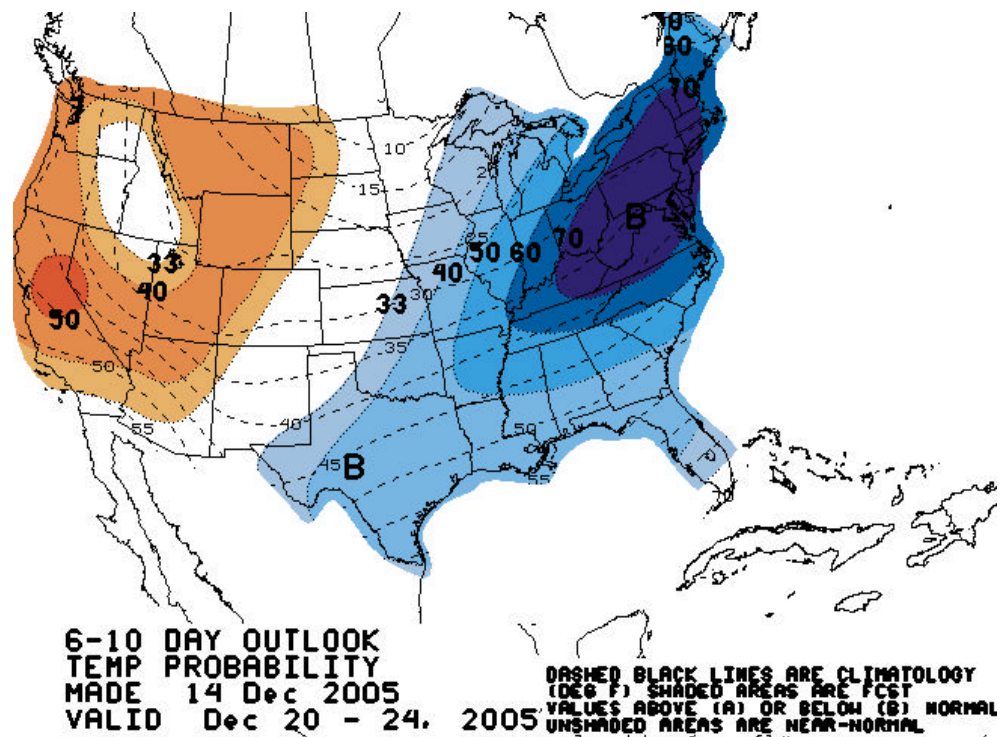 70
80
70
30
10
20
15
B
33
40
50
25
50
60
70
40
30
33
35
50
55
40
50
45
B
55
6-10 DAY OUTLOOK
TEMP PROBABILITY
MADE 14 Dec 2005
VALID Dec 20 - 24, 2005
DASHED BLACK LINES ARE CLIMATOLOGY
(DEG F) SHADED AREAS ARE FCST
VALUES ABOVE (A) OR BELOW (B) NORMAL
UNSHADED AREAS ARE NEAR-NORMAL